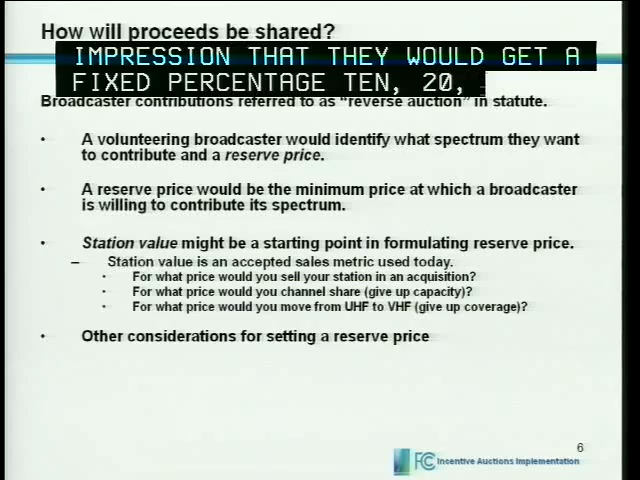 How will proceeds be shared?
IMPRESSION THAT THEY WOULD GET A
FIXED PERCENTAGE TEN, 20,
Broadcaster contributions referred to as “reverse auction” in statute.
• A volunteering broadcaster would identify what spectrum they want
to contribute and a reserve price.
• A reserve price would be the minimum price at which a broadcaster
is willing to contribute its spectrum.
• Station value might be a starting point in formulating reserve price.
– Station value is an accepted sales metric used today.
• For what price would you sell your station in an acquisition?
• For what price would you channel share (give up capacity)?
• For what price would you move from UHF to VHF (give up coverage)?
• Other considerations for setting a reserve price
6
FCC Incentive Auctions Implementation